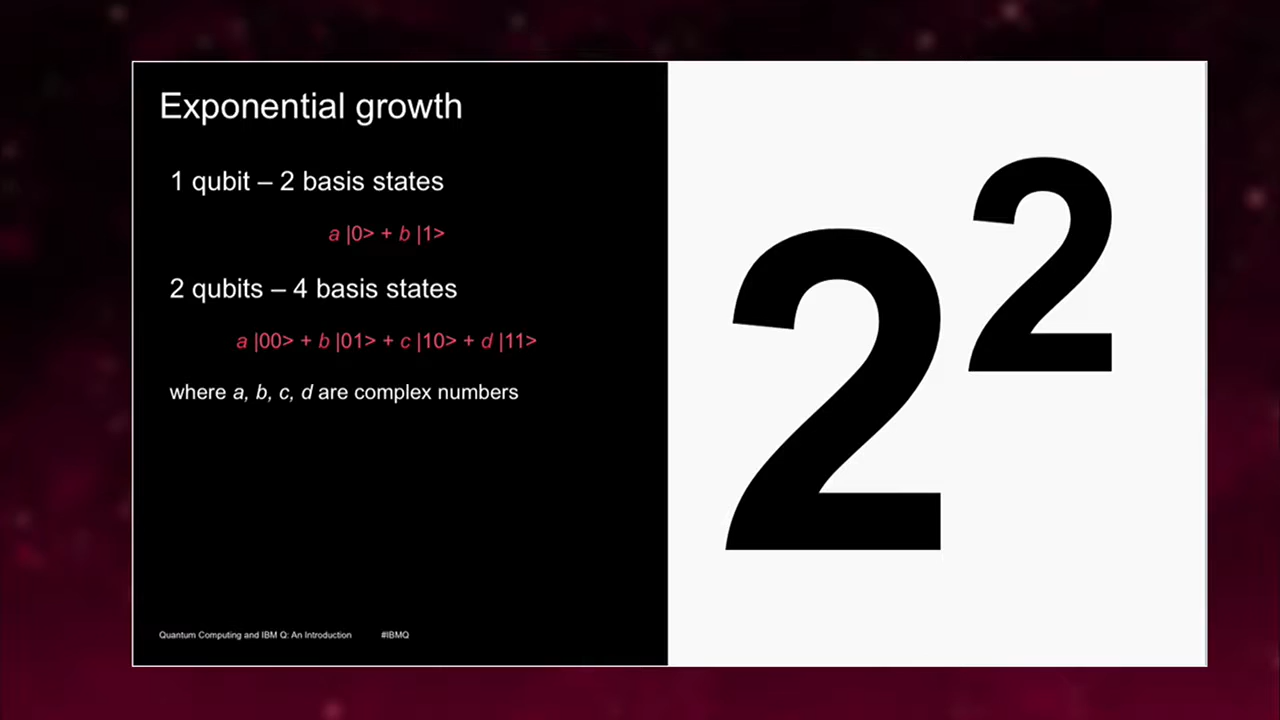 Exponential growth
1 qubit – 2 basis states
a |0> + b |1>
2 qubits – 4 basis states
a |00> + b |01> + c |10> + d |11>
where a, b, c, d are complex numbers
Quantum Computing and IBM Q: An Introduction #IBMQ
2²